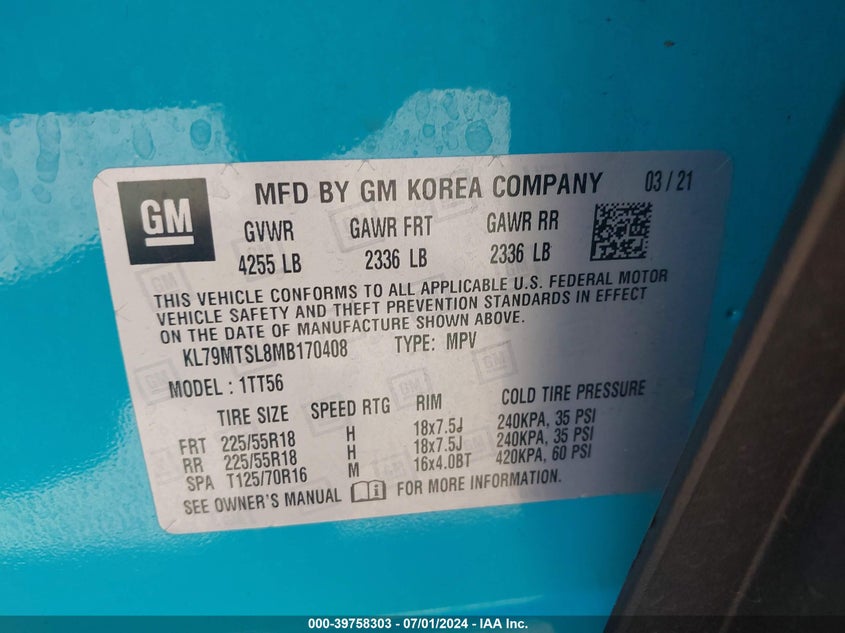 GM
MFD BY GM KOREA COMPANY 03 / 21
GVWR GAWR FRT GAWR RR
4255 LB 2336 LB 2336 LB
THIS VEHICLE CONFORMS TO ALL APPLICABLE U.S. FEDERAL MOTOR
VEHICLE SAFETY AND THEFT PREVENTION STANDARDS IN EFFECT
ON THE DATE OF MANUFACTURE SHOWN ABOVE.
KL79MTSL8MB170408 TYPE: MPV
MODEL : 1TT56
TIRE SIZE SPEED RTG RIM COLD TIRE PRESSURE
FRT 225/55R18 H 18x7.5J 240KPA, 35 PSI
RR 225/55R18 H 18x7.5J 240KPA, 35 PSI
SPA T125/70R16 M 16x4.0BT 420KPA, 60 PSI
SEE OWNER'S MANUAL FOR MORE INFORMATION.
000-39758303 - 07/01/2024 - IAA Inc.